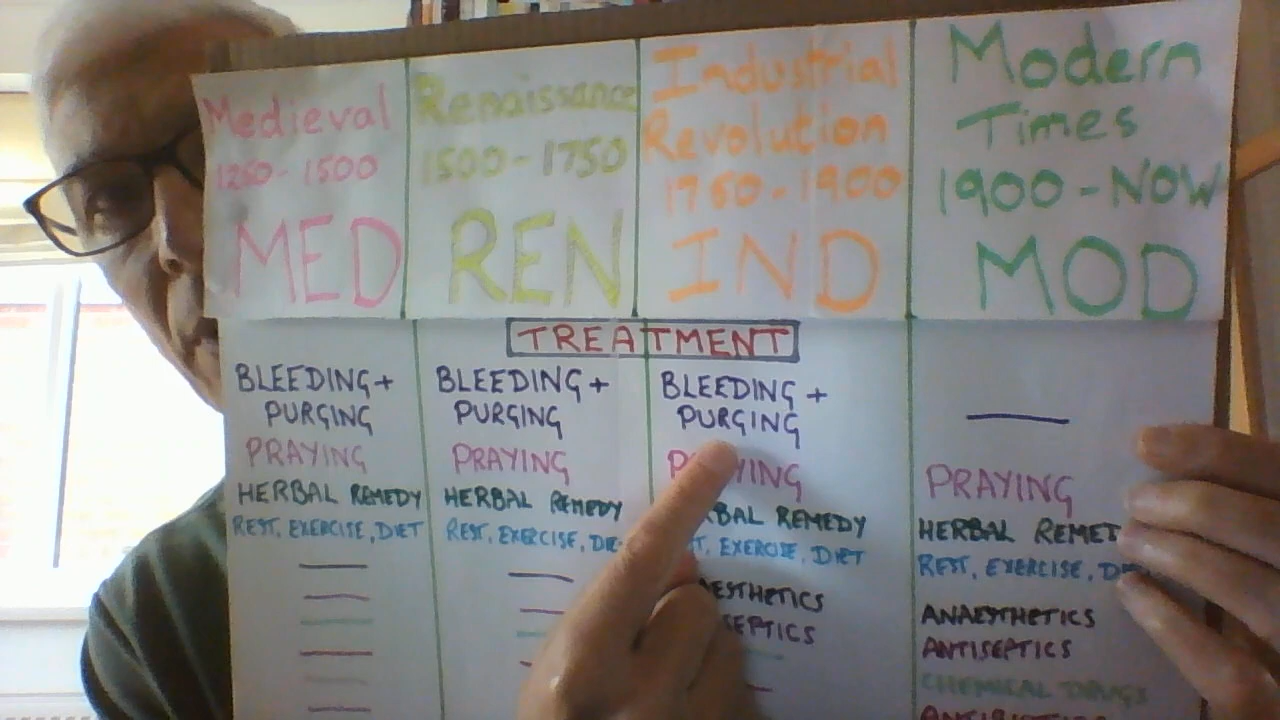 Medieval
1250-1500
MED
Renaissance
1500-1750
REN
Industrial
Revolution
1750-1900
IND
Modern
Times
1900-NOW
MOD
TREATMENT
BLEEDING +
PURGING
PRAYING
HERBAL REMEDY
REST, EXERCISE, DIET
BLEEDING +
PURGING
PRAYING
HERBAL REMEDY
REST, EXERCISE,
BLEEDING +
PURGING
REMEDY
EXERCISE, DIET
PRAYING
HERBAL
REST, EXERCISE,
ANAESTHETICS
ANTISEPTICS
CHEMICAL DRUGS